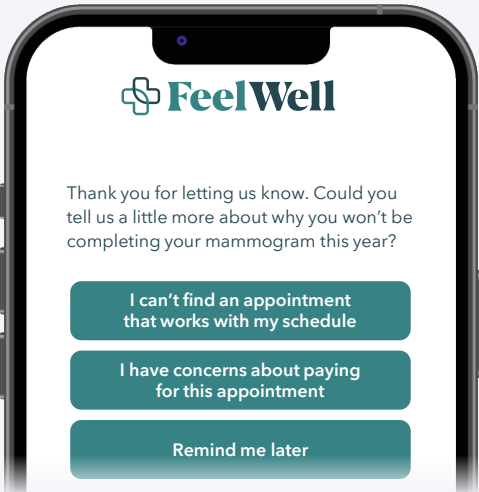 FeelWell
Thank you for letting us know. Could you
tell us a little more about why you won’t be
completing your mammogram this year?
I can’t find an appointment
that works with my schedule
I have concerns about paying
for this appointment
Remind me later